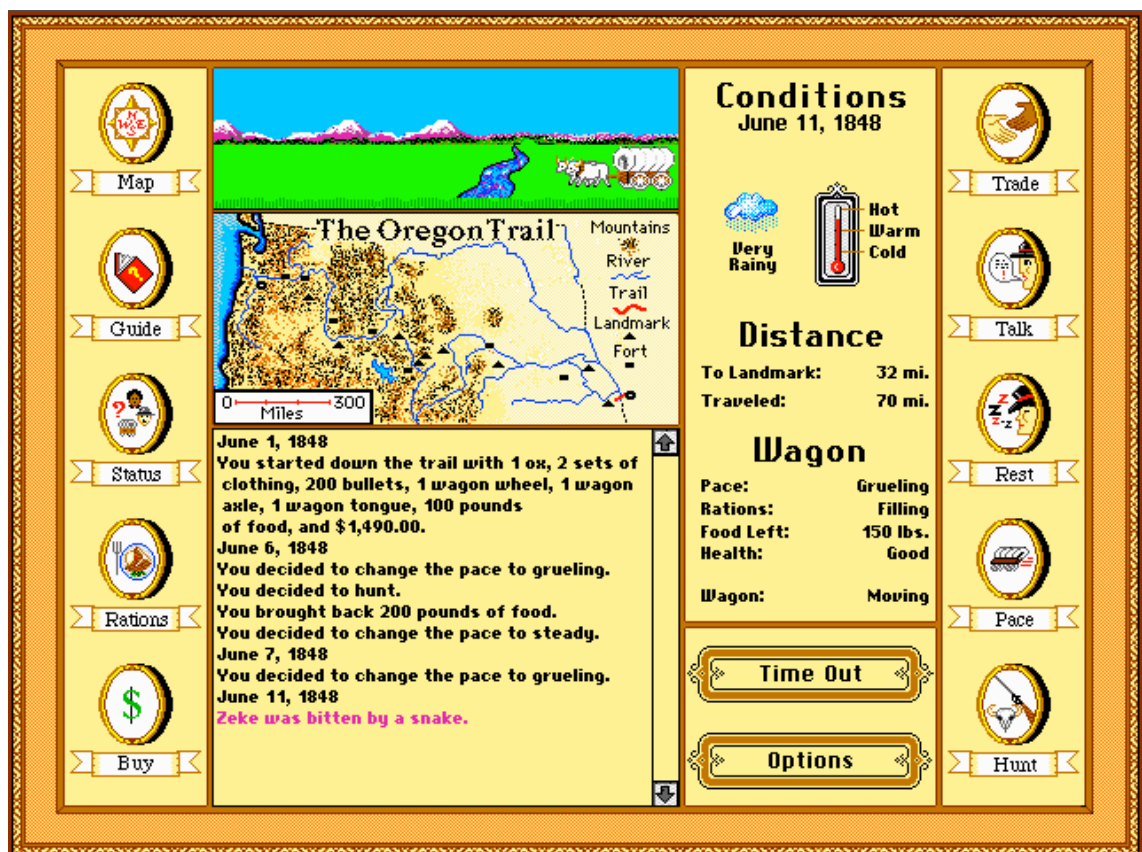 Map
Guide
Status
Rations
Buy
N
W E
S
?
?
$
The Oregon Trail
Mountains
River
Trail
Landmark
Fort
0 300
Miles
June 1, 1848
You started down the trail with 1 ox, 2 sets of
clothing, 200 bullets, 1 wagon wheel, 1 wagon
axle, 1 wagon tongue, 100 pounds
of food, and $1,490.00.
June 6, 1848
You decided to change the pace to grueling.
You decided to hunt.
You brought back 200 pounds of food.
You decided to change the pace to steady.
June 7, 1848
You decided to change the pace to grueling.
June 11, 1848
Zeke was bitten by a snake.
Conditions
June 11, 1848
Very
Rainy
Hot
Warm
Cold
Distance
To Landmark: 32 mi.
Traveled: 70 mi.
Wagon
Pace: Grueling
Rations: Filling
Food Left: 150 lbs.
Health: Good
Wagon: Moving
Time Out
Options
Trade
Talk
z Z
Z
Z-Z
Rest
Pace
Hunt